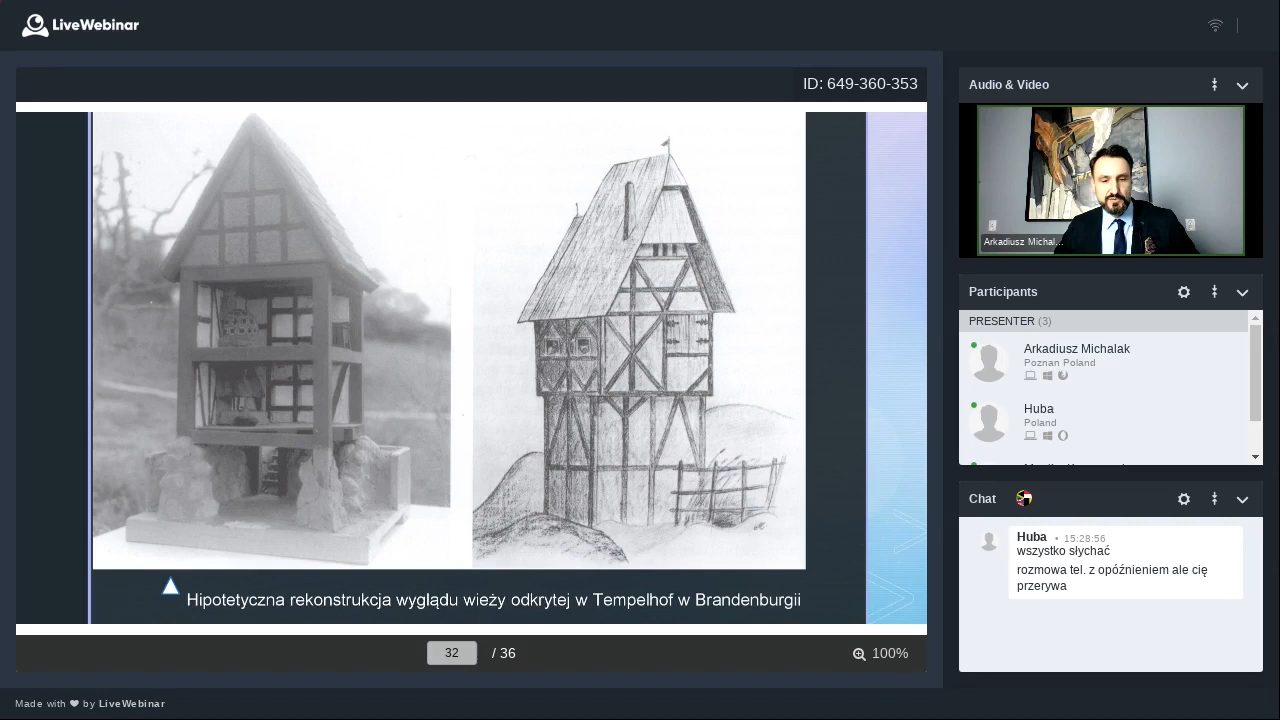 LiveWebinar
ID: 649-360-353
Hipotetyczna rekonstrukcja wyglądu wieży odkrytej w Tempelhof w Brandenburgii
32 / 36
100%
Audio & Video
Arkadiusz Michal...
Participants
PRESENTER (3)
Arkadiusz Michalak
Poznan Poland
Huba
Poland
Chat
Huba • 15:28:56
wszystko słychać
rozmowa tel. z opóźnieniem ale cię
przerywa
Made with ❤ by LiveWebinar